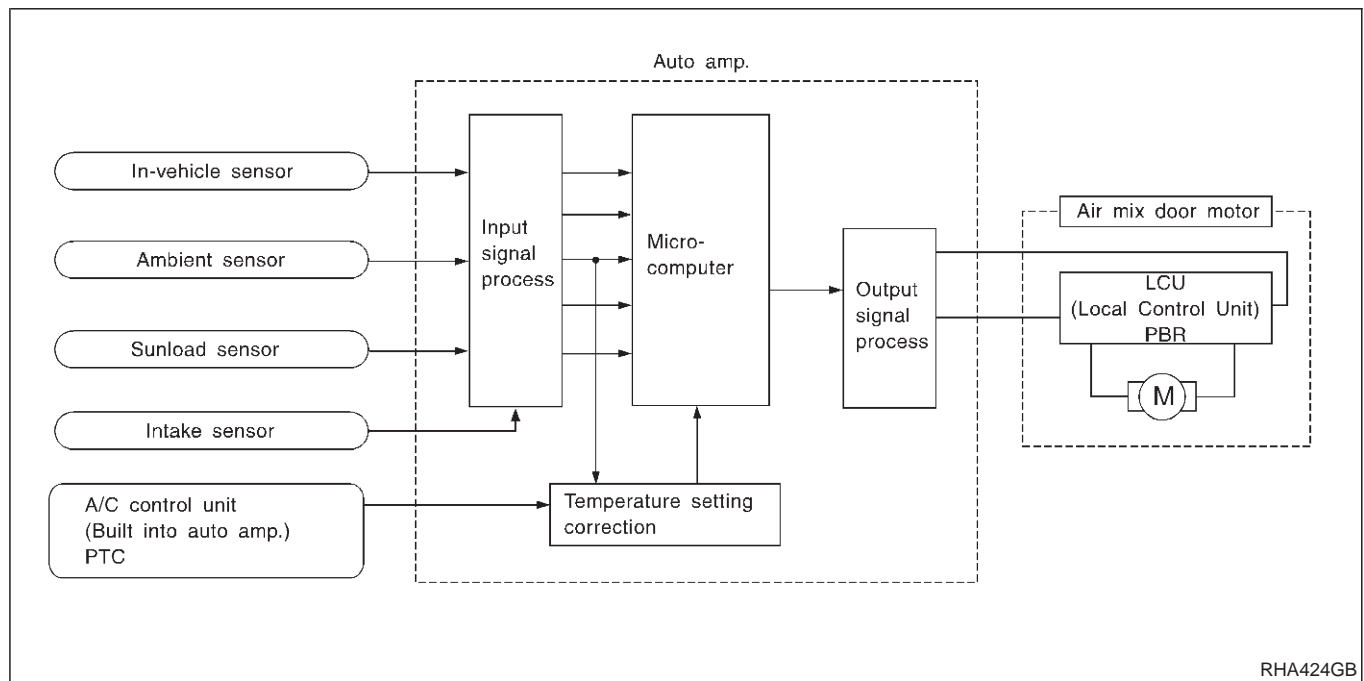 Auto amp.
In-vehicle sensor
Ambient sensor
Sunload sensor
Intake sensor
A/C control unit
(Built into auto amp.)
PTC
Input
signal
process
Micro-
computer
Temperature setting
correction
Output
signal
process
Air mix door motor
LCU
(Local Control Unit)
PBR
M
RHA424GB